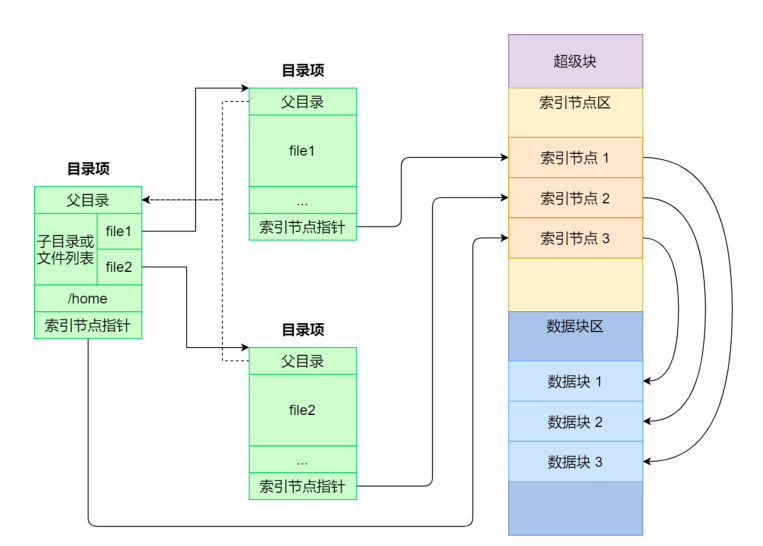 目录项
父目录
子目录或
文件列表
file1
file2
/home
索引节点指针
目录项
父目录
file1
...
索引节点指针
目录项
父目录
file2
...
索引节点指针
超级块
索引节点区
索引节点 1
索引节点 2
索引节点 3
数据块区
数据块 1
数据块 2
数据块 3